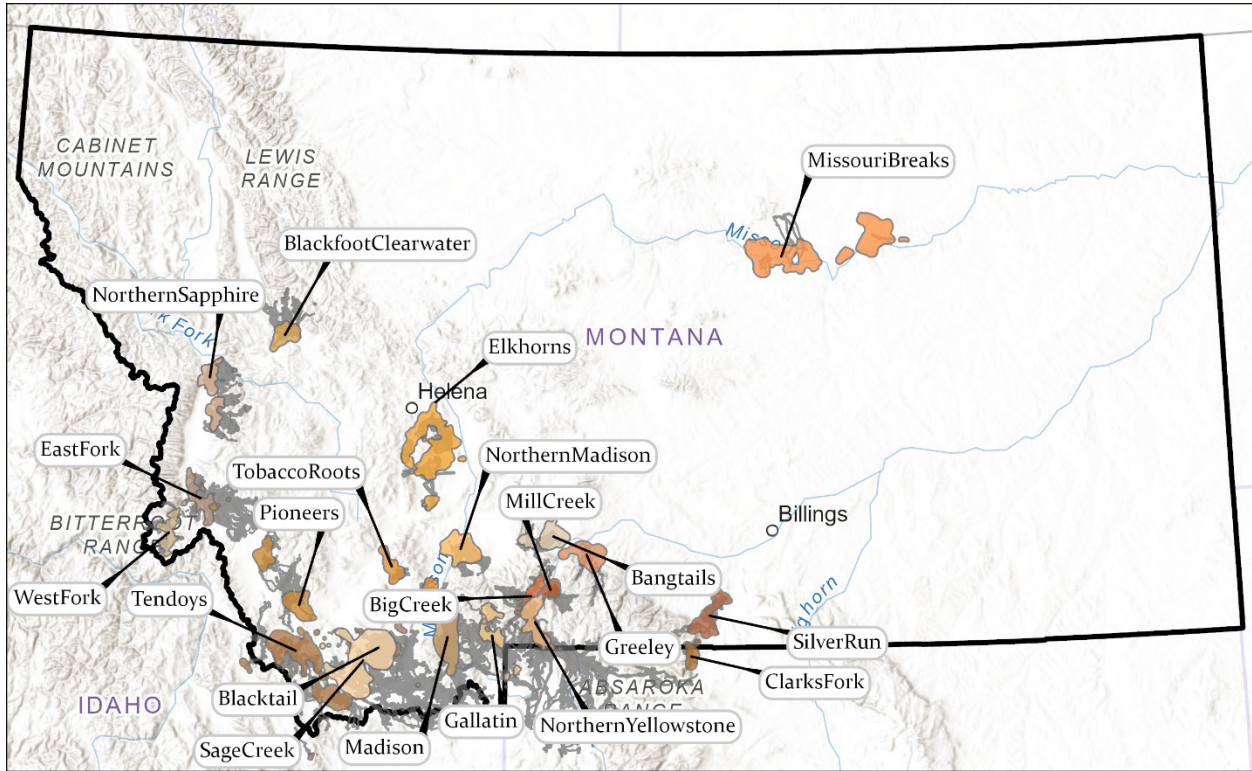 CABINET
MOUNTAINS
LEWIS
RANGE
MissouriBreaks
BlackfootClearwater
NorthernSapphire
Fork
MONTANA
Elkhorns
Helena
EastFork
TobaccoRoots
NorthernMadison
Pioneers
MillCreek
Billings
BITTERROOT
RANGE
WestFork
Tendoys
BigCreek
Bangtails
Greeley
SilverRun
ClarksFork
IDAHO
Blacktail
Gallatin
ABSAROKA
RANGE
NorthernYellowstone
SageCreek
Madison